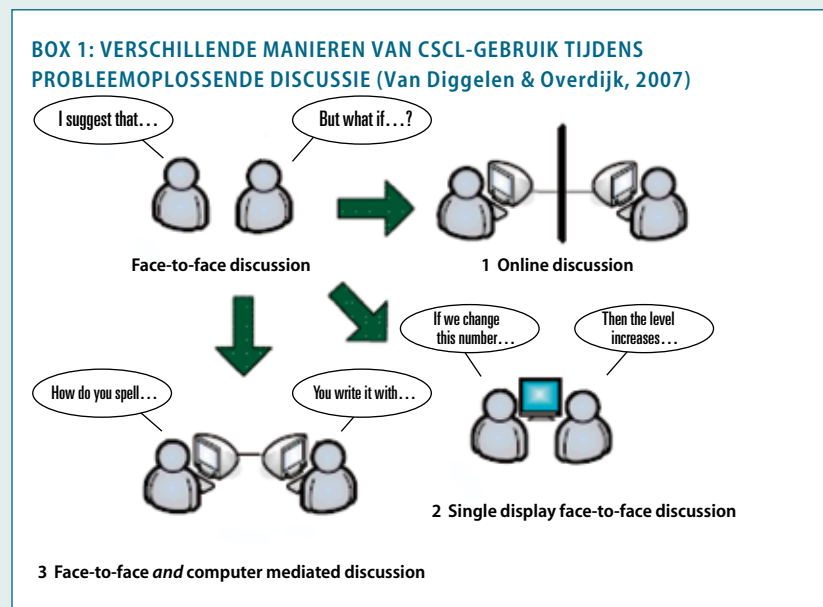 BOX 1: VERSCHILLENDE MANIEREN VAN CSCL-GEBRUIK TIJDENS
PROBLEEMOPLOSSENDE DISCUSSIE (Van Diggelen & Overdijk, 2007)
I suggest that...
But what if...?
Face-to-face discussion
1 Online discussion
If we change
this number...
Then the level
increases...
How do you spell...
You write it with...
2 Single display face-to-face discussion
3 Face-to-face and computer mediated discussion